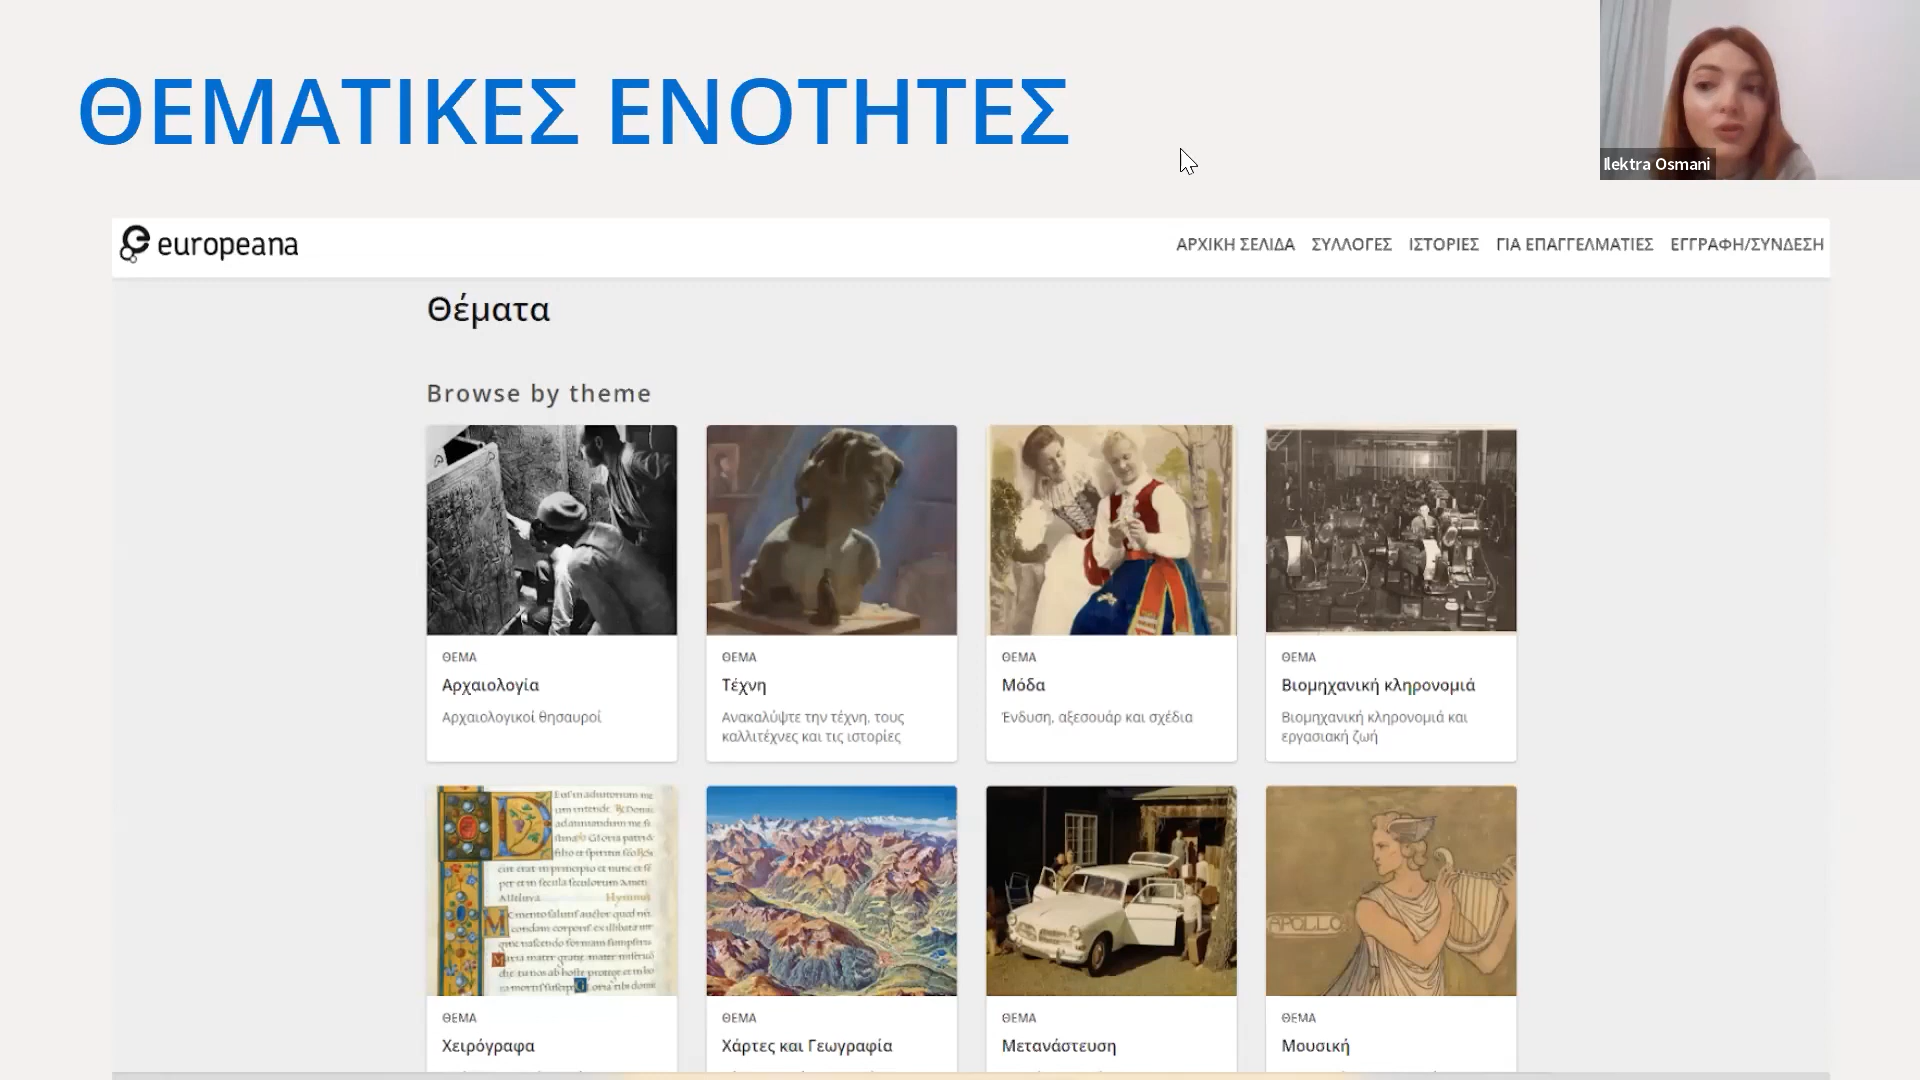 ΘΕΜΑΤΙΚΕΣ ΕΝΟΤΗΤΕΣ
Ilektra Osmani
europeana
ΑΡΧΙΚΗ ΣΕΛΙΔΑ ΣΥΛΛΟΓΕΣ ΙΣΤΟΡΙΕΣ ΓΙΑ ΕΠΑΓΓΕΛΜΑΤΙΕΣ ΕΓΓΡΑΦΗ/ΣΥΝΔΕΣΗ
Θέματα
Browse by theme
ΘΕΜΑ
Αρχαιολογία
Αρχαιολογικοί θησαυροί
ΘΕΜΑ
Τέχνη
Ανακαλύψτε την τέχνη, τους
καλλιτέχνες και τις ιστορίες
ΘΕΜΑ
Μόδα
Ένδυση, αξεσουάρ και σχέδια
ΘΕΜΑ
Βιομηχανική κληρονομιά
Βιομηχανική κληρονομιά και
εργασιακή ζωή
ΘΕΜΑ
Χειρόγραφα
ΘΕΜΑ
Χάρτες και Γεωγραφία
ΘΕΜΑ
Μετανάστευση
APOLLO
ΘΕΜΑ
Μουσική